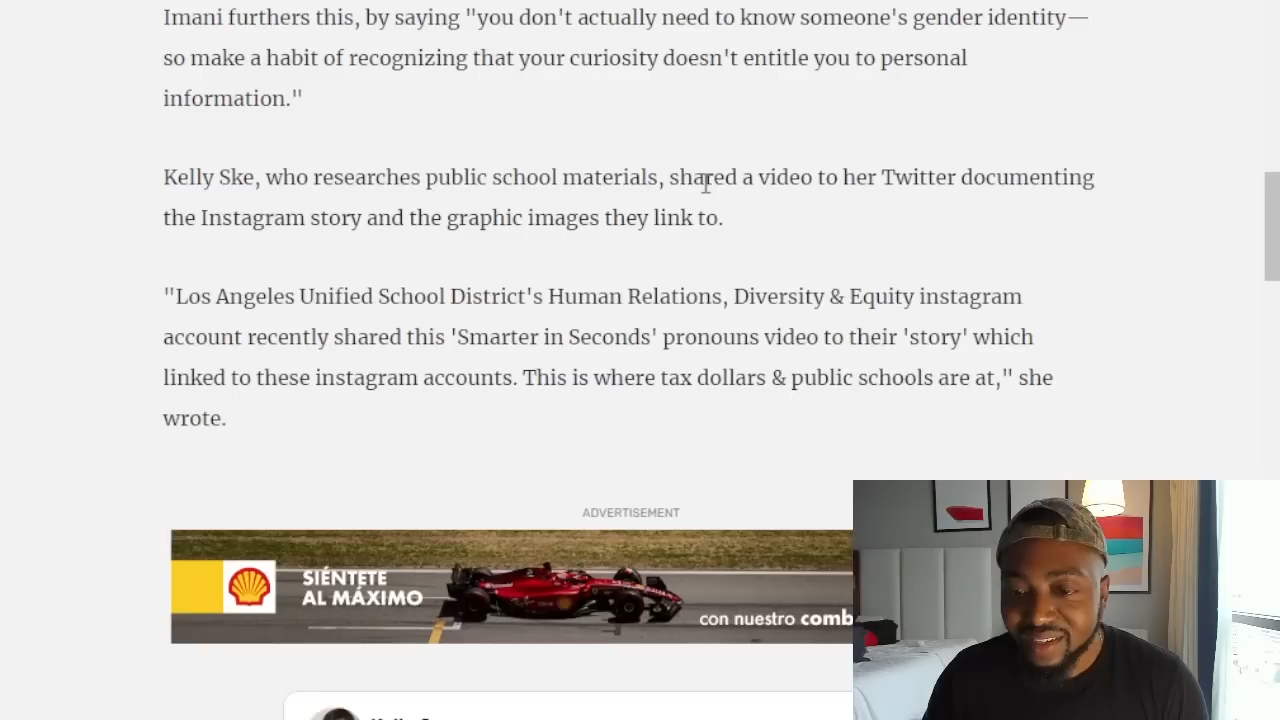 Imani furthers this, by saying "you don't actually need to know someone's gender identity—
so make a habit of recognizing that your curiosity doesn't entitle you to personal
information."
Kelly Ske, who researches public school materials, shared a video to her Twitter documenting
the Instagram story and the graphic images they link to.
"Los Angeles Unified School District's Human Relations, Diversity & Equity instagram
account recently shared this 'Smarter in Seconds' pronouns video to their 'story' which
linked to these instagram accounts. This is where tax dollars & public schools are at," she
wrote.
ADVERTISEMENT
SIÉNTETE
AL MÁXIMO
con nuestro comb